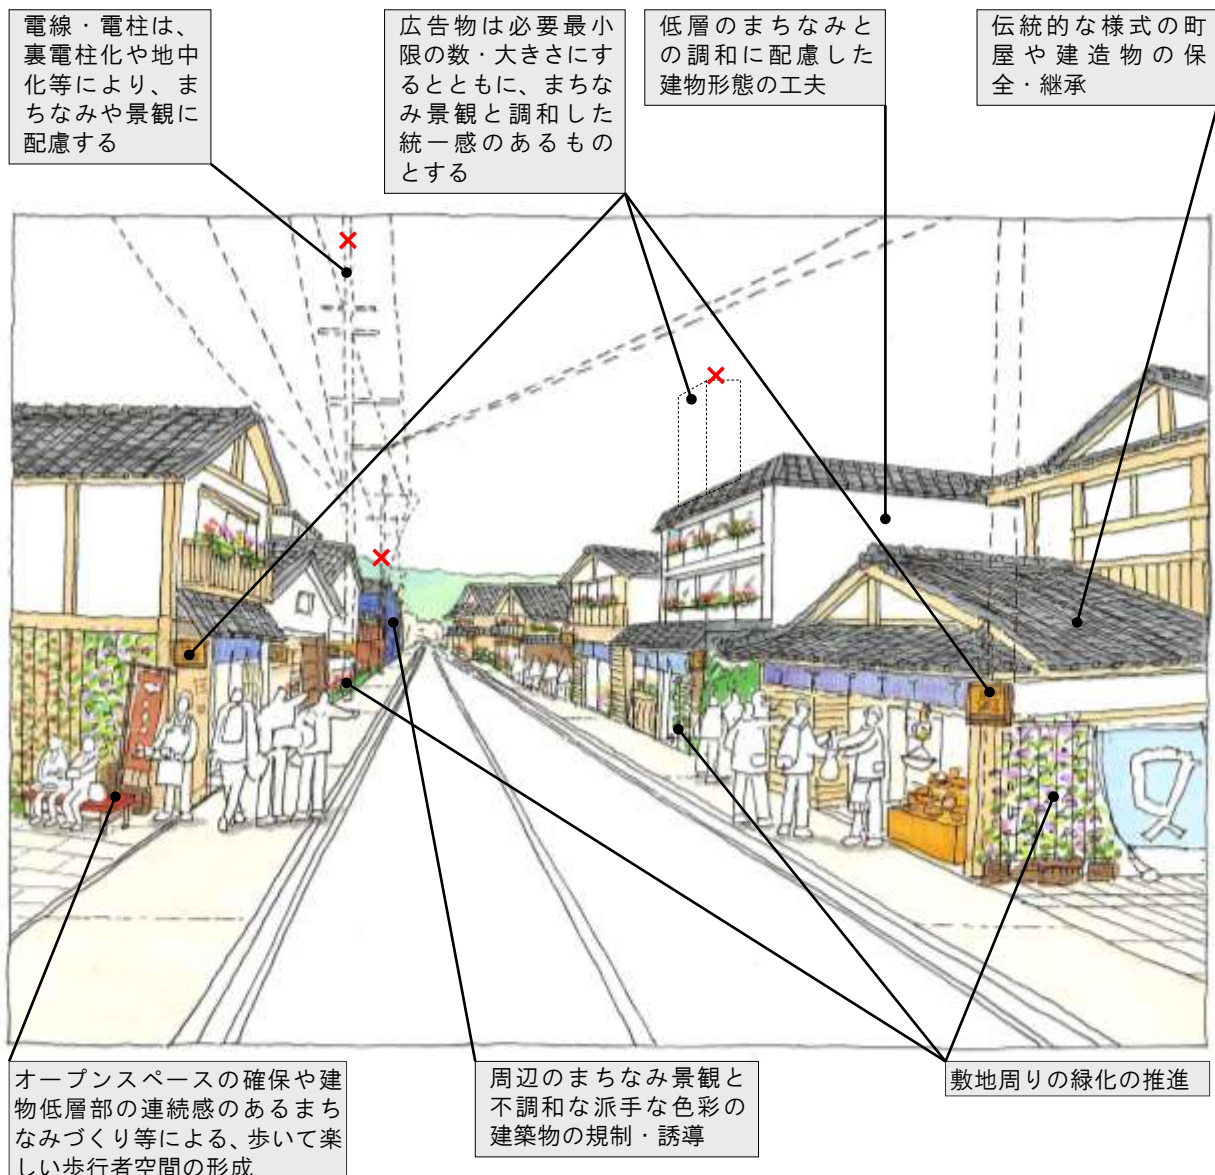 電線・電柱は、
裏電柱化や地中
化等により、ま
ちなみや景観に
配慮する
広告物は必要最小
限の数・大きさにす
るとともに、まちな
み景観と調和した
統一感のあるもの
とする
低層のまちなみと
の調和に配慮した
建物形態の工夫
伝統的な様式の町
屋や建造物の保
全・継承
オープンスペースの確保や建
物低層部の連続感のあるまち
なみづくり等による、歩いて楽
しい歩行者空間の形成
周辺のまちなみ景観と
不調和な派手な色彩の
建築物の規制・誘導
敷地周りの緑化の推進